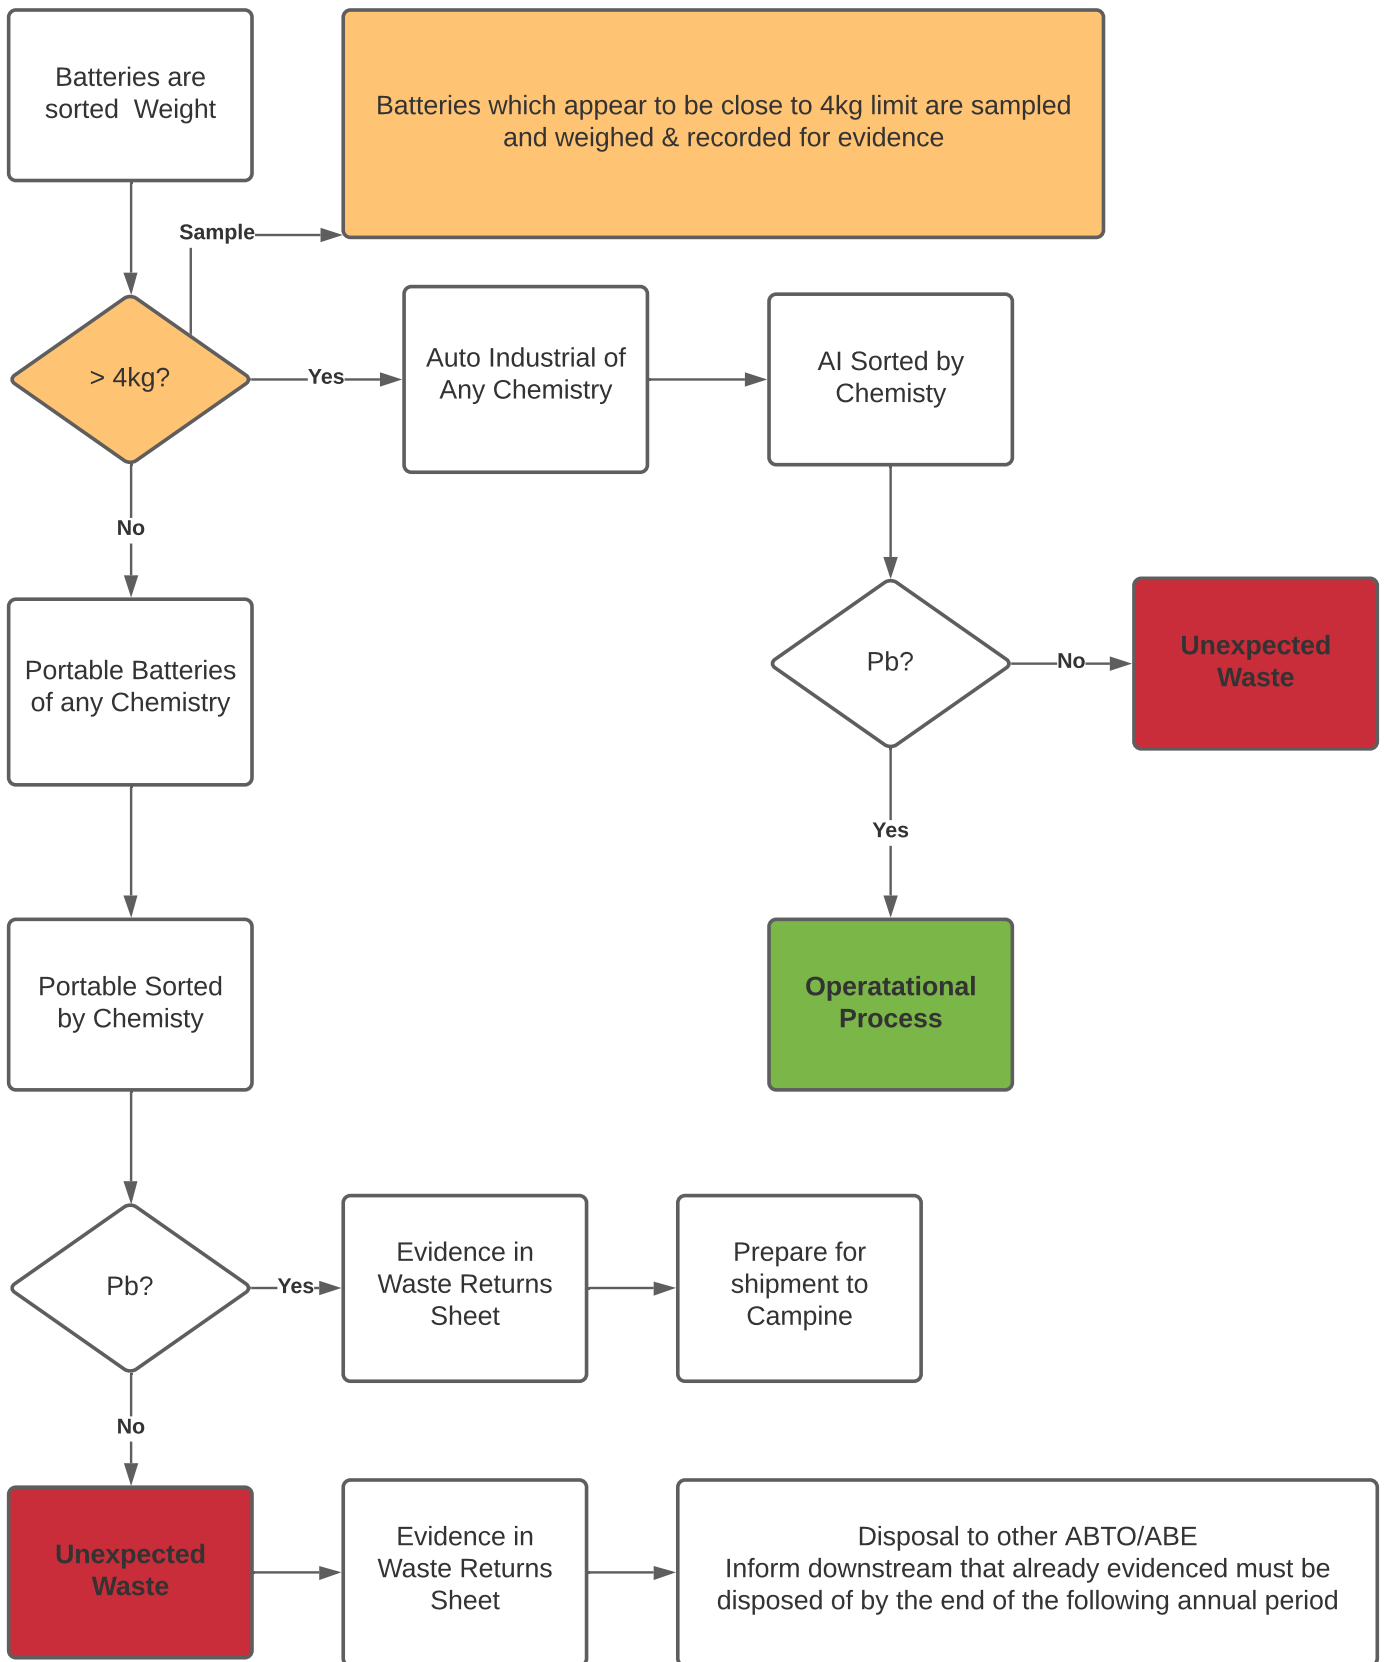 Batteries are
sorted  Weight
Batteries which appear to be close to 4kg limit are sampled
and weighed & recorded for evidence
Sample
> 4kg?
Yes
Auto Industrial of
Any Chemistry
AI Sorted by
Chemisty
No
Portable Batteries
of any Chemistry
Pb?
No
Unexpected
Waste
Yes
Operatational
Process
Portable Sorted
by Chemisty
Pb?
Yes
Evidence in
Waste Returns
Sheet
Prepare for
shipment to
Campine
No
Unexpected
Waste
Evidence in
Waste Returns
Sheet
Disposal to other ABTO/ABE
Inform downstream that already evidenced must be
disposed of by the end of the following annual period